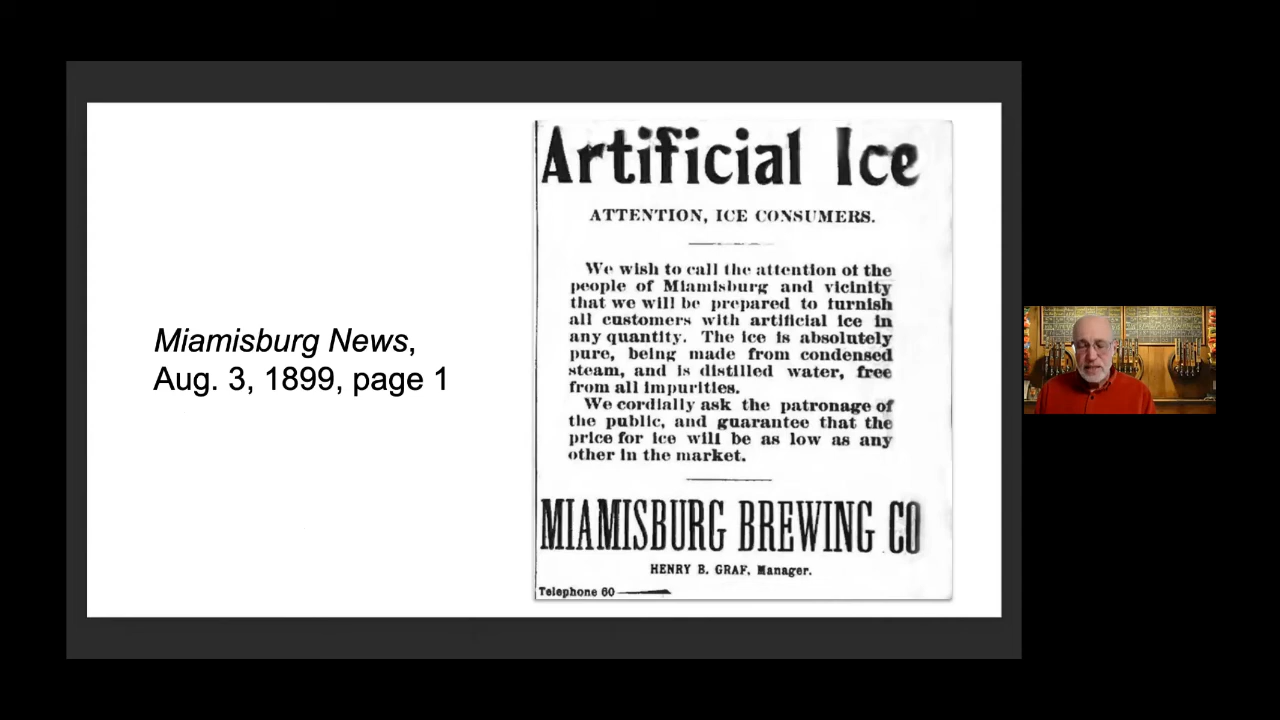 Miamisburg News,
Aug. 3, 1899, page 1
Artificial Ice
ATTENTION, ICE CONSUMERS.
We wish to call the attention of the
people of Miamisburg and vicinity
that we will be prepared to furnish
all customers with artificial ice in
any quantity. The ice is absolutely
pure, being made from condensed
steam, and is distilled water, free
from all impurities.
We cordially ask the patronage of
the public, and guarantee that the
price for ice will be as low as any
other in the market.
MIAMISBURG BREWING CO
HENRY B. GRAF, Manager.
Telephone 60